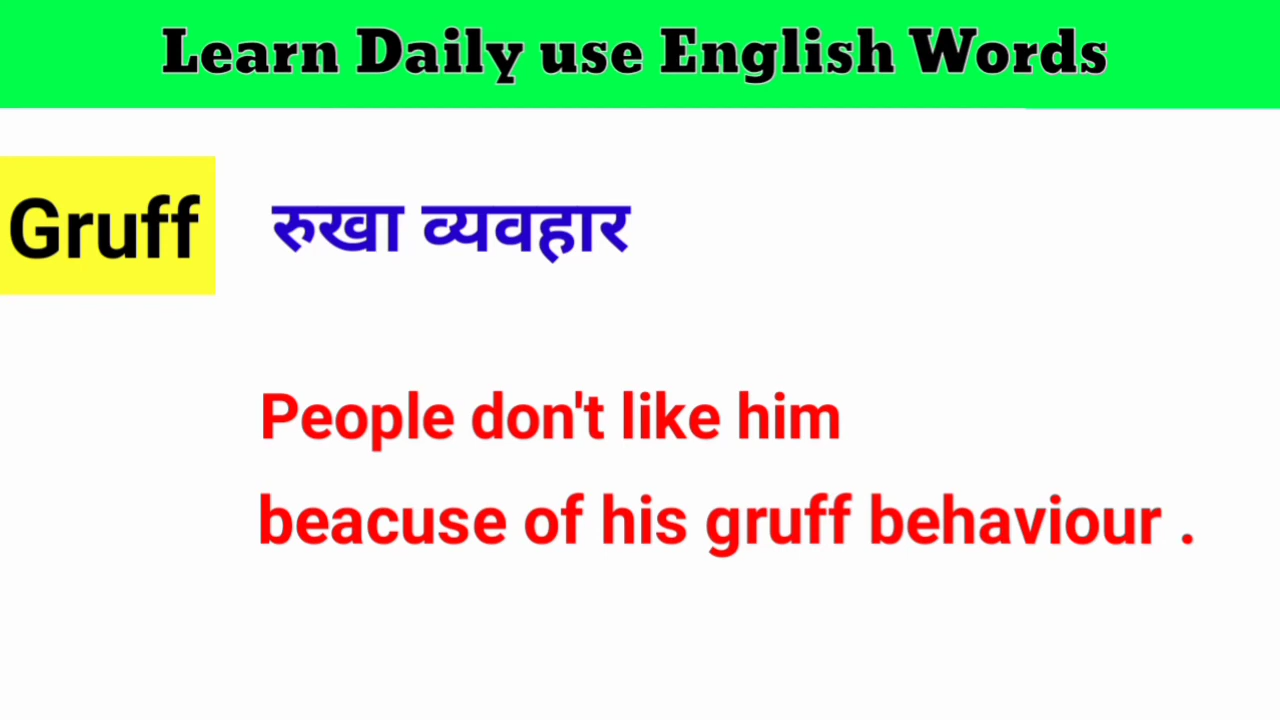 Learn Daily use English Words
Gruff रुखा व्यवहार
People don't like him
beacuse of his gruff behaviour .